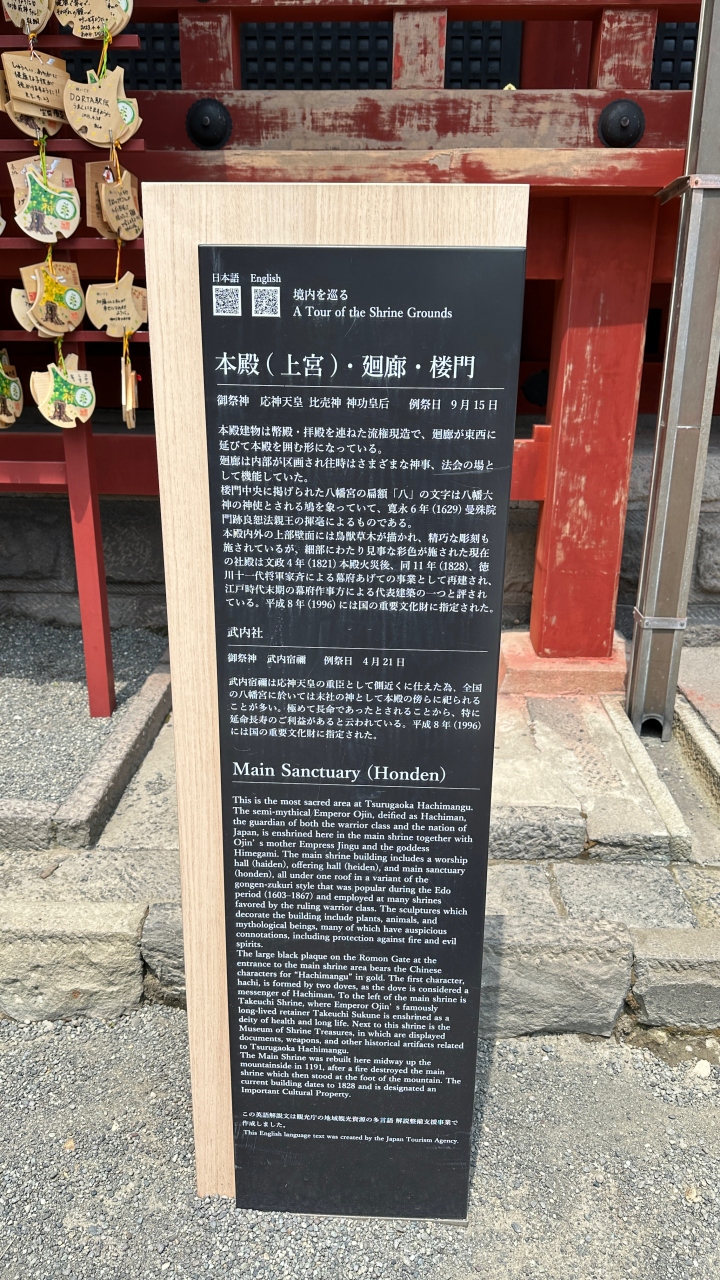 日本語 English
境内を巡る
A Tour of the Shrine Grounds
本殿(上宮)・廻廊・楼門
御祭神 応神天皇 比売神 神功皇后 例祭日 9月15日
本殿建物は幣殿・拝殿を連ねた流権現造で、廻廊が東西に
延びて本殿を囲む形になっている。
廻廊は内部が区画され往時はさまざまな神事、法会の場と
して機能していた。
楼門中央に掲げられた八幡宮の扁額「八」の文字は八幡大
神の神使とされる鳩を象っていて、寛永6年(1629)曼殊院
門跡良恕法親王の揮毫によるものである。
本殿内外の上部壁面には鳥獣草木が描かれ、精巧な彫刻も
施されているが、細部にわたり見事な彩色が施された現在
の社殿は文政4年(1821)本殿火災後、同11年(1828)、徳
川十一代将軍家斉による幕府あげての事業として再建され、
江戸時代末期の幕府作事方による代表建築の一つと評され
ている。平成8年(1996)には国の重要文化財に指定された。
武内社
御祭神 武内宿禰 例祭日 4月21日
武内宿禰は応神天皇の重臣として側近くに仕えた為、全国
の八幡宮に於いては末社の神として本殿の傍らに祀られる
ことが多い。極めて長命であったとされることから、特に
延命長寿のご利益があると云われている。平成8年(1996)
には国の重要文化財に指定された。
Main Sanctuary (Honden)
This is the most sacred area at Tsurugaoka Hachimangu.
The semi-mythical Emperor Ojin, deified as Hachiman,
the guardian of both the warrior class and the nation of
Japan, is enshrined here in the main shrine together with
Ojin's mother Empress Jingu and the goddess
Himegami. The main shrine building includes a worship
hall (haiden), offering hall (heiden), and main sanctuary
(honden), all under one roof in a variant of the
gongen-zukuri style that was popular during the Edo
period (1603–1867) and employed at many shrines
favored by the ruling warrior class. The sculptures which
decorate the building include plants, animals, and
mythological beings, many of which have auspicious
connotations, including protection against fire and evil
spirits.
The large black plaque on the Romon Gate at the
entrance to the main shrine area bears the Chinese
characters for "Hachimangu" in gold. The first character,
hachi, is formed by two doves, as the dove is considered a
messenger of Hachiman. To the left of the main shrine is
Takeuchi Shrine, where Emperor Ojin's famously
long-lived retainer Takeuchi Sukune is enshrined as a
deity of health and long life. Next to this shrine is the
Museum of Shrine Treasures, in which are displayed
documents, weapons, and other historical artifacts related
to Tsurugaoka Hachimangu.
The Main Shrine was rebuilt here midway up the
mountainside in 1191, after a fire destroyed the main
shrine which then stood at the foot of the mountain. The
current building dates to 1828 and is designated an
Important Cultural Property.
この英語解説文は観光庁の地域観光資源の多言語 解説整備支援事業で
作成しました。
This English language text was created by the Japan Tourism Agency.